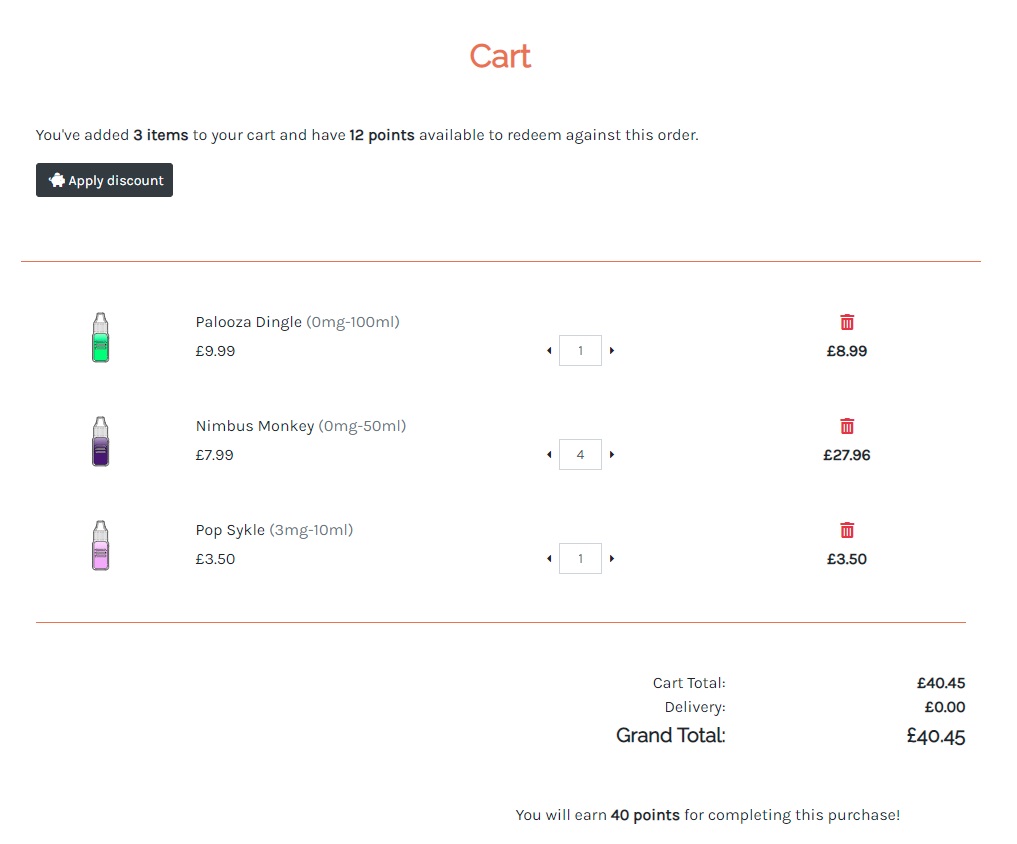 Cart
You've added 3 items to your cart and have 12 points available to redeem against this order.
Apply discount
Palooza Dingle (0mg-100ml)
£9.99
1
£8.99
Nimbus Monkey (0mg-50ml)
£7.99
4
£27.96
Pop Sykle (3mg-10ml)
£3.50
1
£3.50
Cart Total: £40.45
Delivery: £0.00
Grand Total: £40.45
You will earn 40 points for completing this purchase!